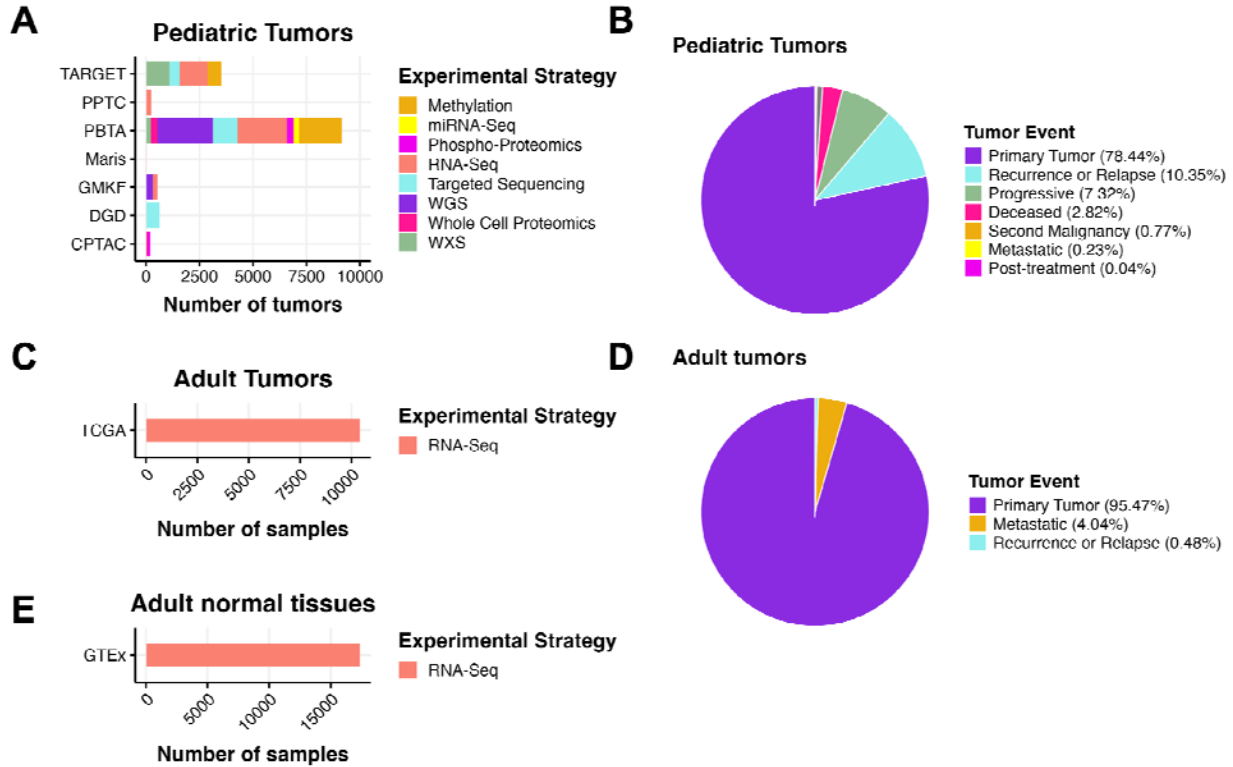 A
Pediatric Tumors
TARGET
PPTC
PBTA
Maris
GMKF
DGD
CPTAC
0 2500 5000 7500 10000
Number of tumors
Experimental Strategy
Methylation
miRNA-Seq
Phospho-Proteomics
RNA-Seq
Targeted Sequencing
WGS
Whole Cell Proteomics
WXS
B
Pediatric Tumors
Tumor Event
Primary Tumor (78.44%)
Recurrence or Relapse (10.35%)
Progressive (7.32%)
Deceased (2.82%)
Second Malignancy (0.77%)
Metastatic (0.23%)
Post-treatment (0.04%)
C
Adult Tumors
TCGA
0 2500 5000 7500 10000
Number of samples
Experimental Strategy
RNA-Seq
D
Adult tumors
Tumor Event
Primary Tumor (95.47%)
Metastatic (4.04%)
Recurrence or Relapse (0.48%)
E
Adult normal tissues
GTEx
0 5000 10000 15000
Number of samples
Experimental Strategy
RNA-Seq